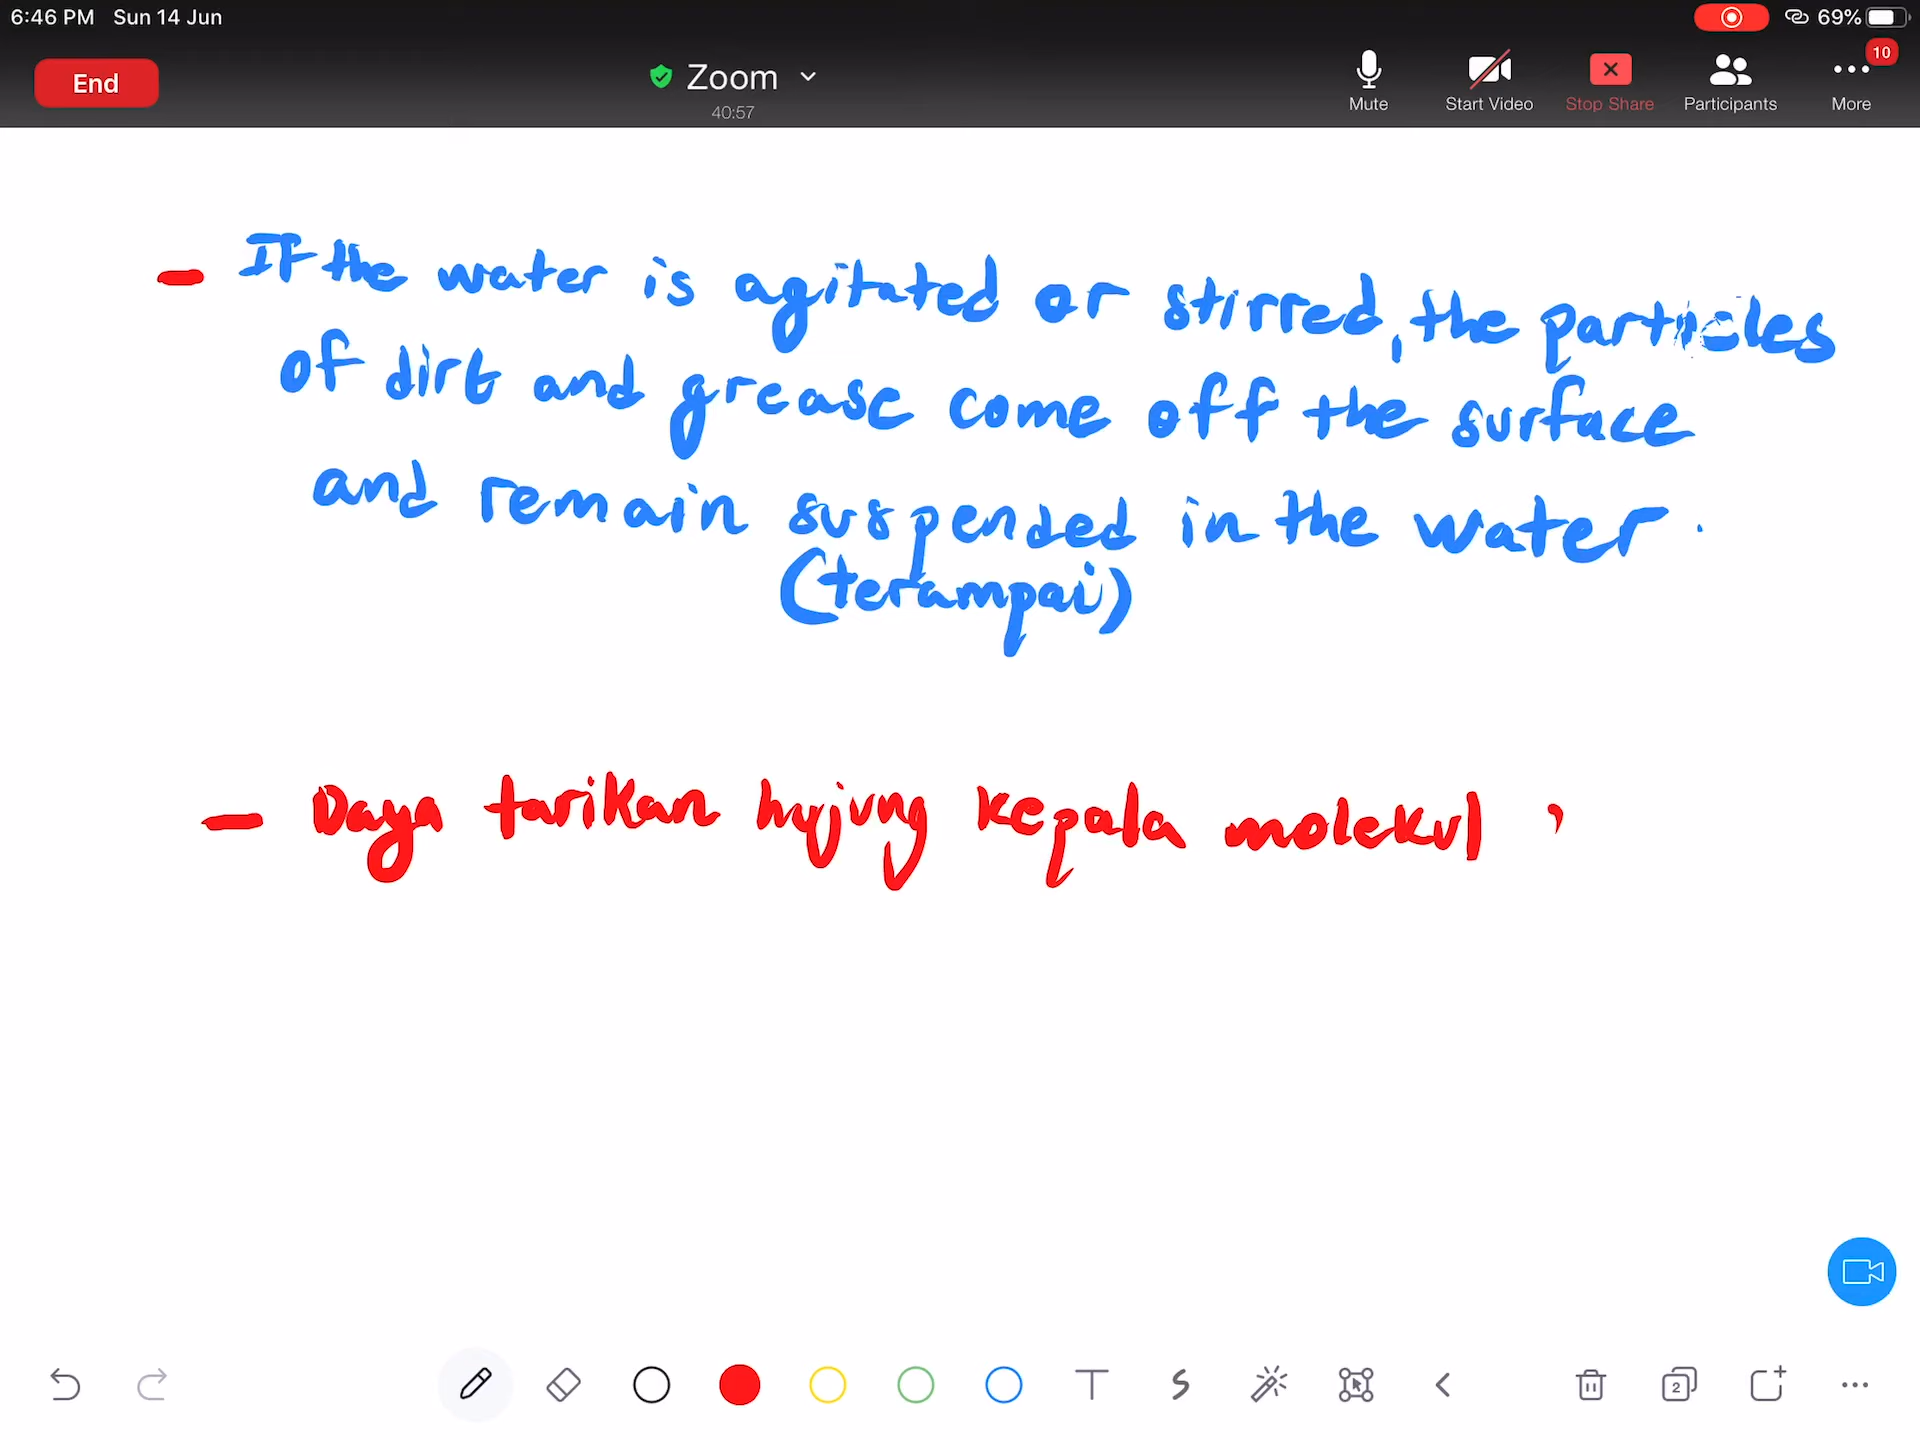 6:46 PM Sun 14 Jun
69%
End
Zoom
40:57
Mute
Start Video
Stop Share
Participants
10
More
- If the water is agitated or stirred, the particles
of dirt and grease come off the surface
and remain suspended in the water.
(terampai)
- Daya tarikan hujung kepala molekul,
T
2